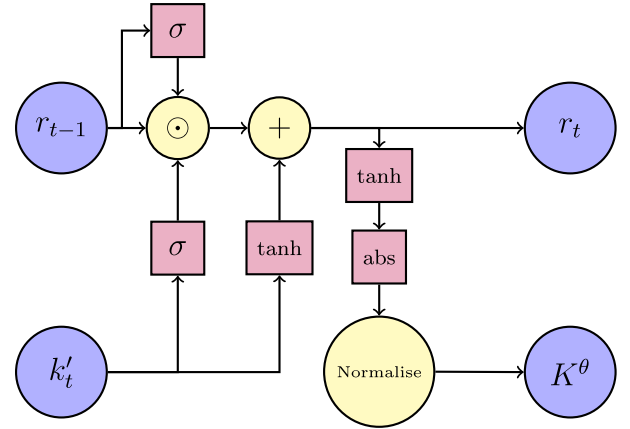 σ
r_{t−1}
⊙
+
r_t
tanh
σ
tanh
abs
k′_t
Normalise
K^θ